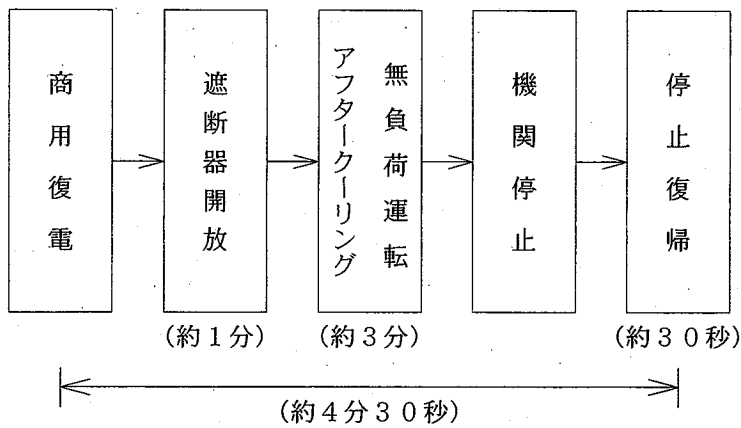 商用復電
遮断器開放
無負荷運転
アフタークーリング
機関停止
停止復帰
(約1分)
(約3分)
(約30秒)
(約4分30秒)